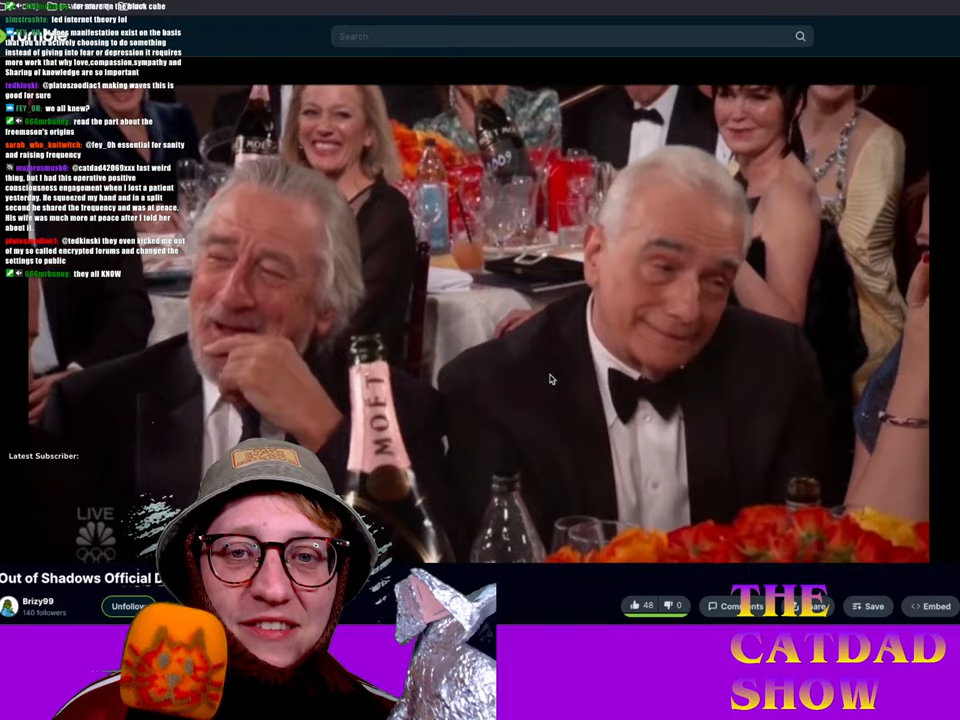 for more on the black cube
simstrashtv: fed internet theory lol
manifestation exist on the basis
that you are actively choosing to do something
instead of giving into fear or depression it requires
more work that why love,compassion,sympathy and
Sharing of knowledge are so important
tedkinski: @platoszoodiac1 making waves this is
good for sure
FEY_OH: we all knew?
666mrbunny: read the part about the
freemason's origins
sarah_who_knitwitch: @fey_0h essential for sanity
and raising frequency
@catdad42069xxx last weird
thing, but I had this operative positive
consciousness engagement when I lost a patient
yesterday. He squeezed my hand and in a split
second he shared the frequency and was at peace.
His wife was much more at peace after I told her
about it.
platoszoodiac1: @tedkinski they even kicked me out
of my so called encrypted forums and changed the
settings to public
666mrbunny: they all KNOW
rumble
Search
MOËT
2009
Latest Subscriber:
LIVE
Out of Shadows Official D
Brizy99
140 followers
Unfollow
48
0
Comments
Share
Save
<> Embed
THE
CATDAD
SHOW